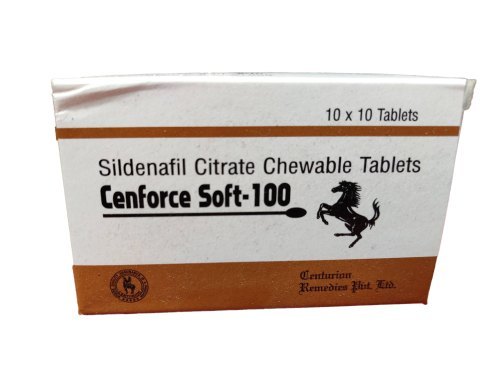 10 x 10 Tablets
Sildenafil Citrate Chewable Tablets
Cenforce Soft-100
Centurion
Remedies Pvt. Ltd.